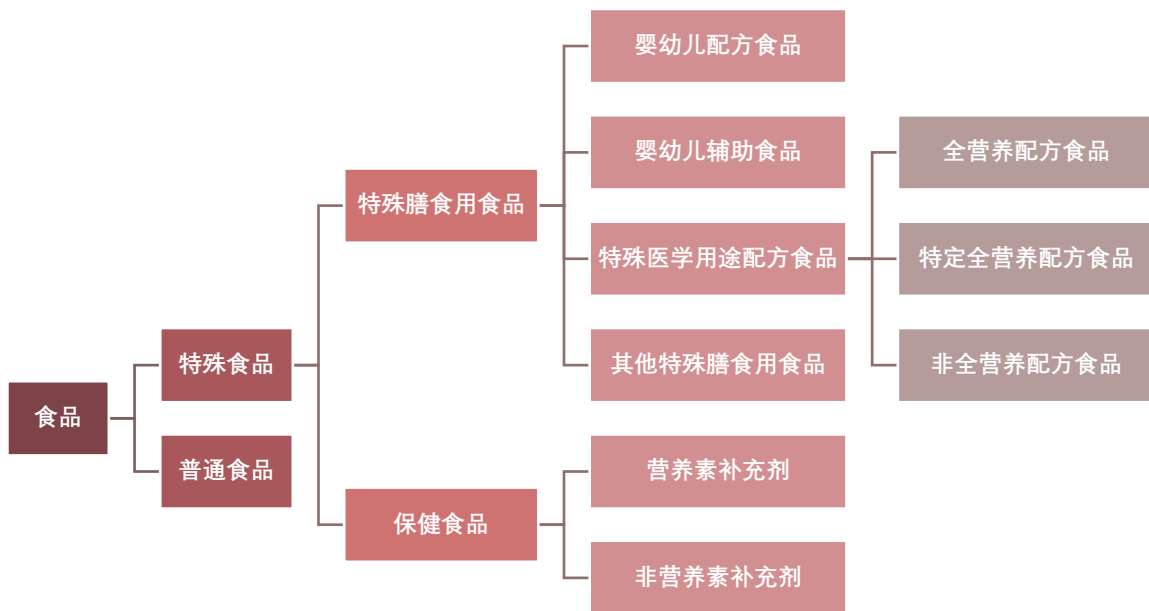 婴幼儿配方食品
婴幼儿辅助食品
全营养配方食品
特殊膳食用食品
特殊医学用途配方食品
特定全营养配方食品
特殊食品
其他特殊膳食用食品
非全营养配方食品
食品
普通食品
营养素补充剂
保健食品
非营养素补充剂